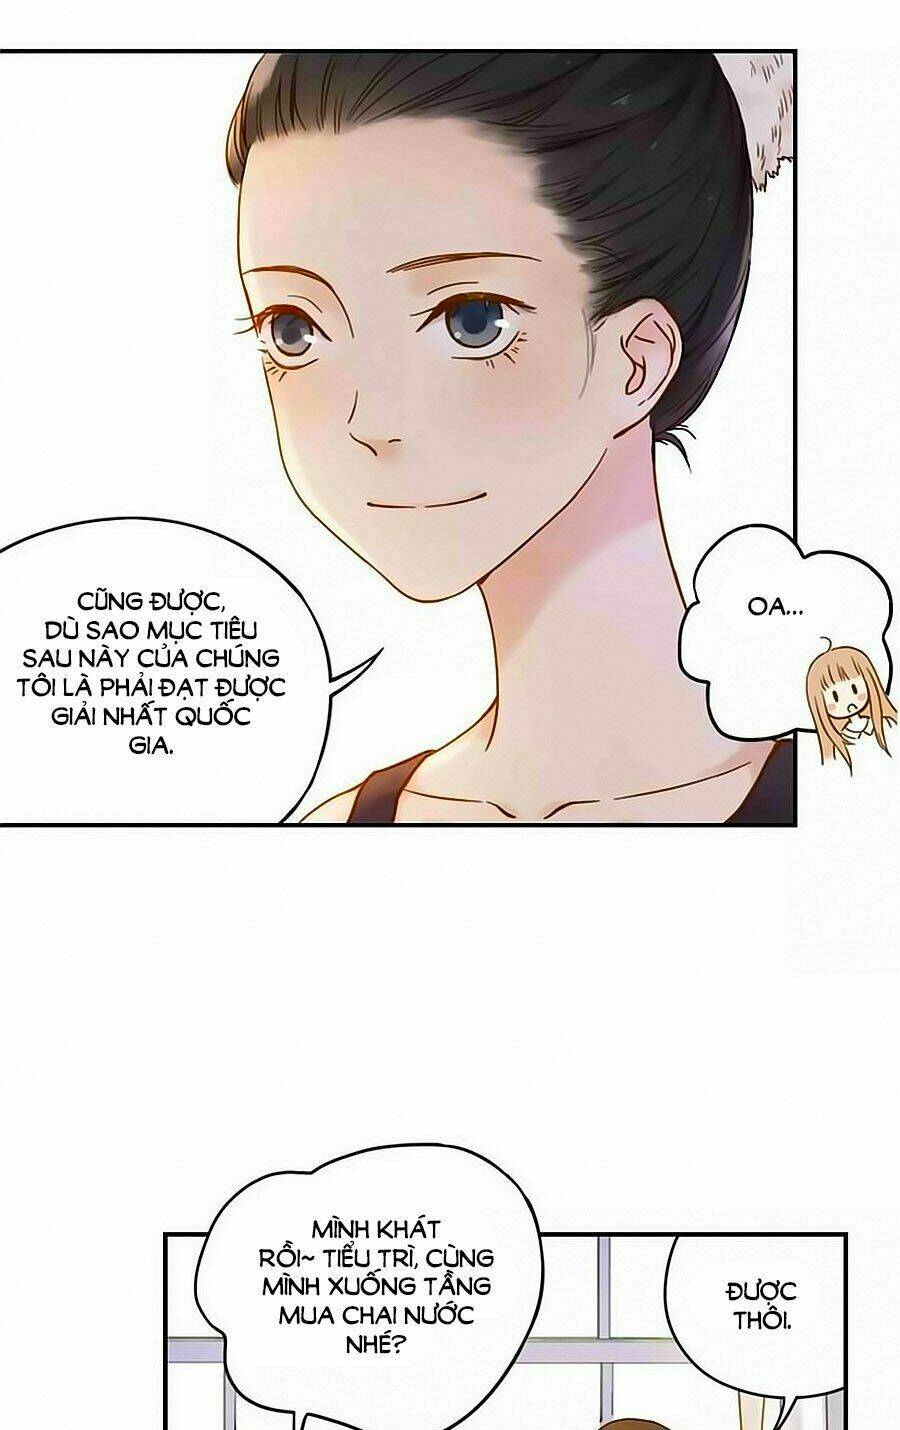 CŨNG ĐƯỢC,
DÙ SAO MỤC TIÊU
SAU NÀY CỦA CHÚNG
TÔI LÀ PHẢI ĐẠT ĐƯỢC
GIẢI NHẤT QUỐC
GIA.
OA...
MÌNH KHÁT
RỒI~ TIỂU TRÌ, CÙNG
MÌNH XUỐNG TẦNG
MUA CHAI NƯỚC
NHÉ?
ĐƯỢC
THÔI.